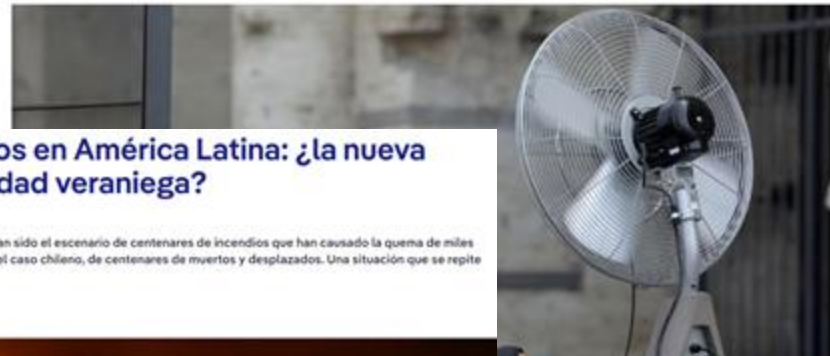 os en América Latina: ¿la nueva
dad veraniega?
an sido el escenario de centenares de incendios que han causado la quema de miles
el caso chileno, de centenares de muertos y desplazados. Una situación que se repite